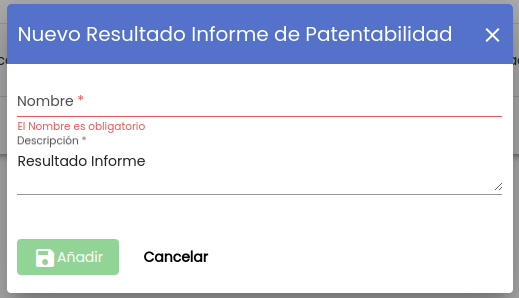 Nuevo Resultado Informe de Patentabilidad
Nombre *
El Nombre es obligatorio
Descripción *
Resultado Informe
Añadir
Cancelar